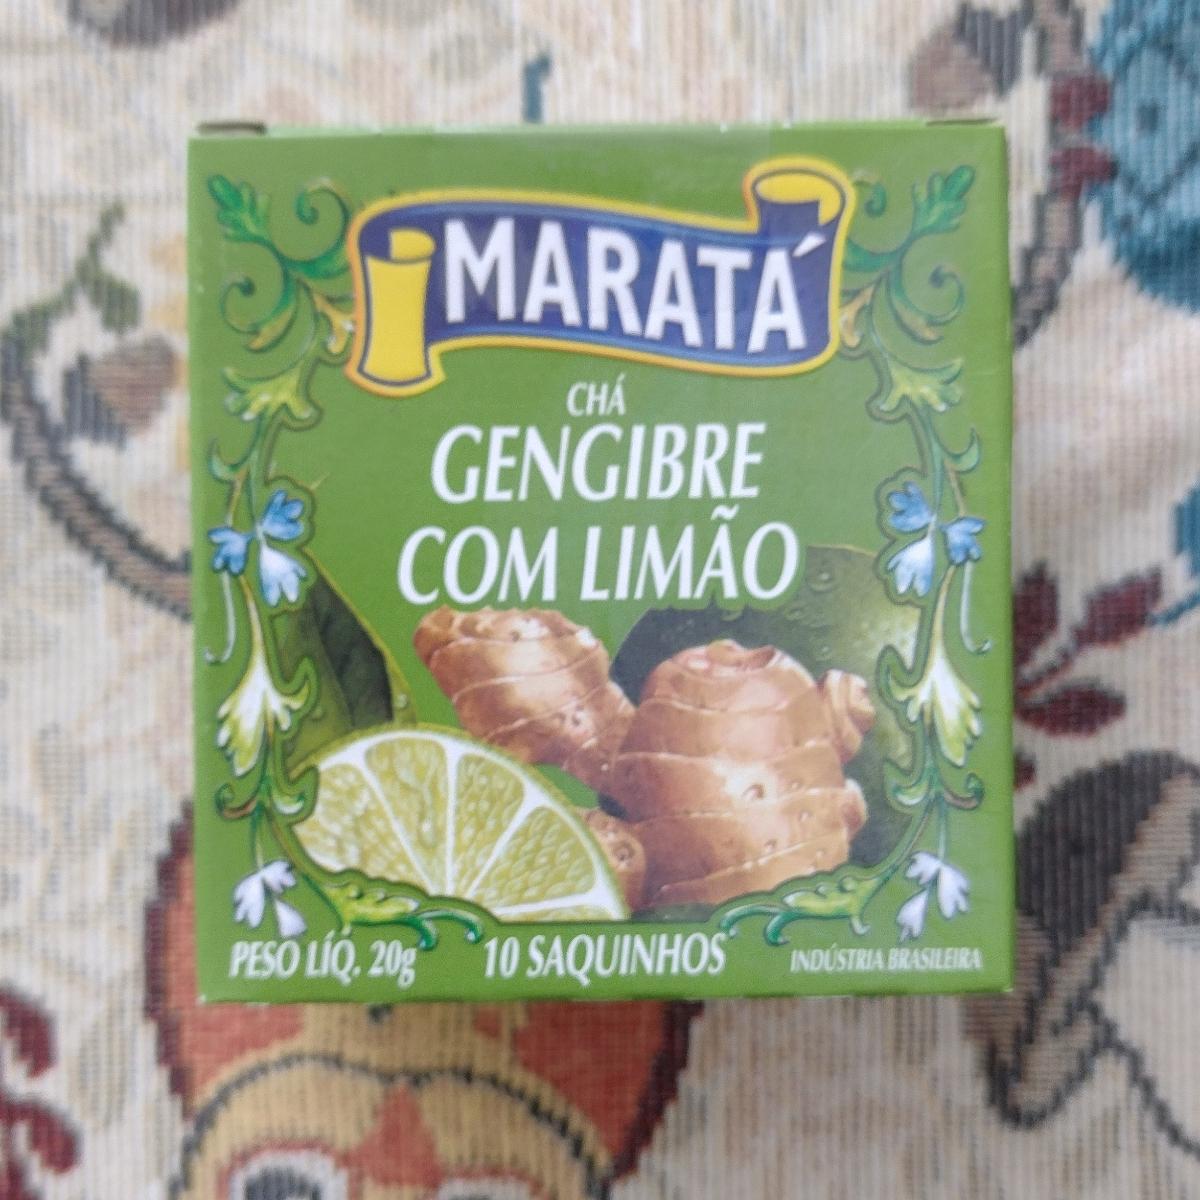 MARATÁ
CHÁ
GENGIBRE
COM LIMÃO
PESO LÍQ. 20g
10 SAQUINHOS
INDÚSTRIA BRASILEIRA